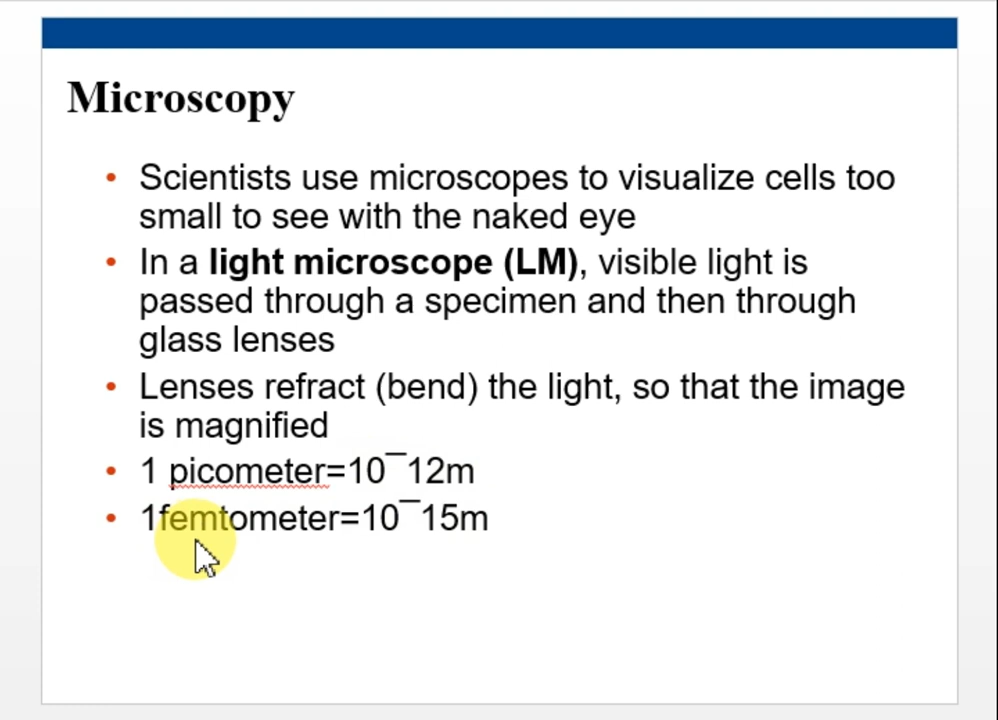 Microscopy
• Scientists use microscopes to visualize cells too
small to see with the naked eye
• In a light microscope (LM), visible light is
passed through a specimen and then through
glass lenses
• Lenses refract (bend) the light, so that the image
is magnified
• 1 picometer=10¯12m
• 1femtometer=10¯15m